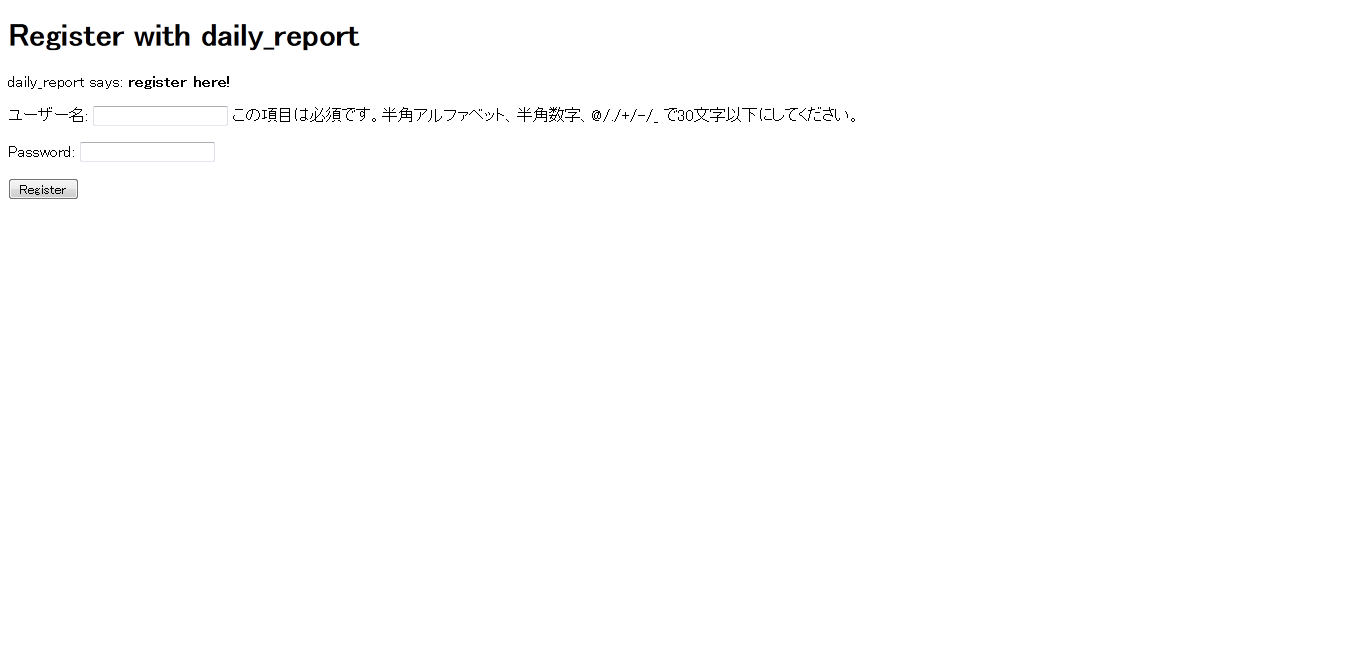 Register with daily_report
daily_report says: register here!
ユーザー名: この項目は必須です。半角アルファベット、半角数字、@/./+/-/_ で30文字以下にしてください。
Password:
Register